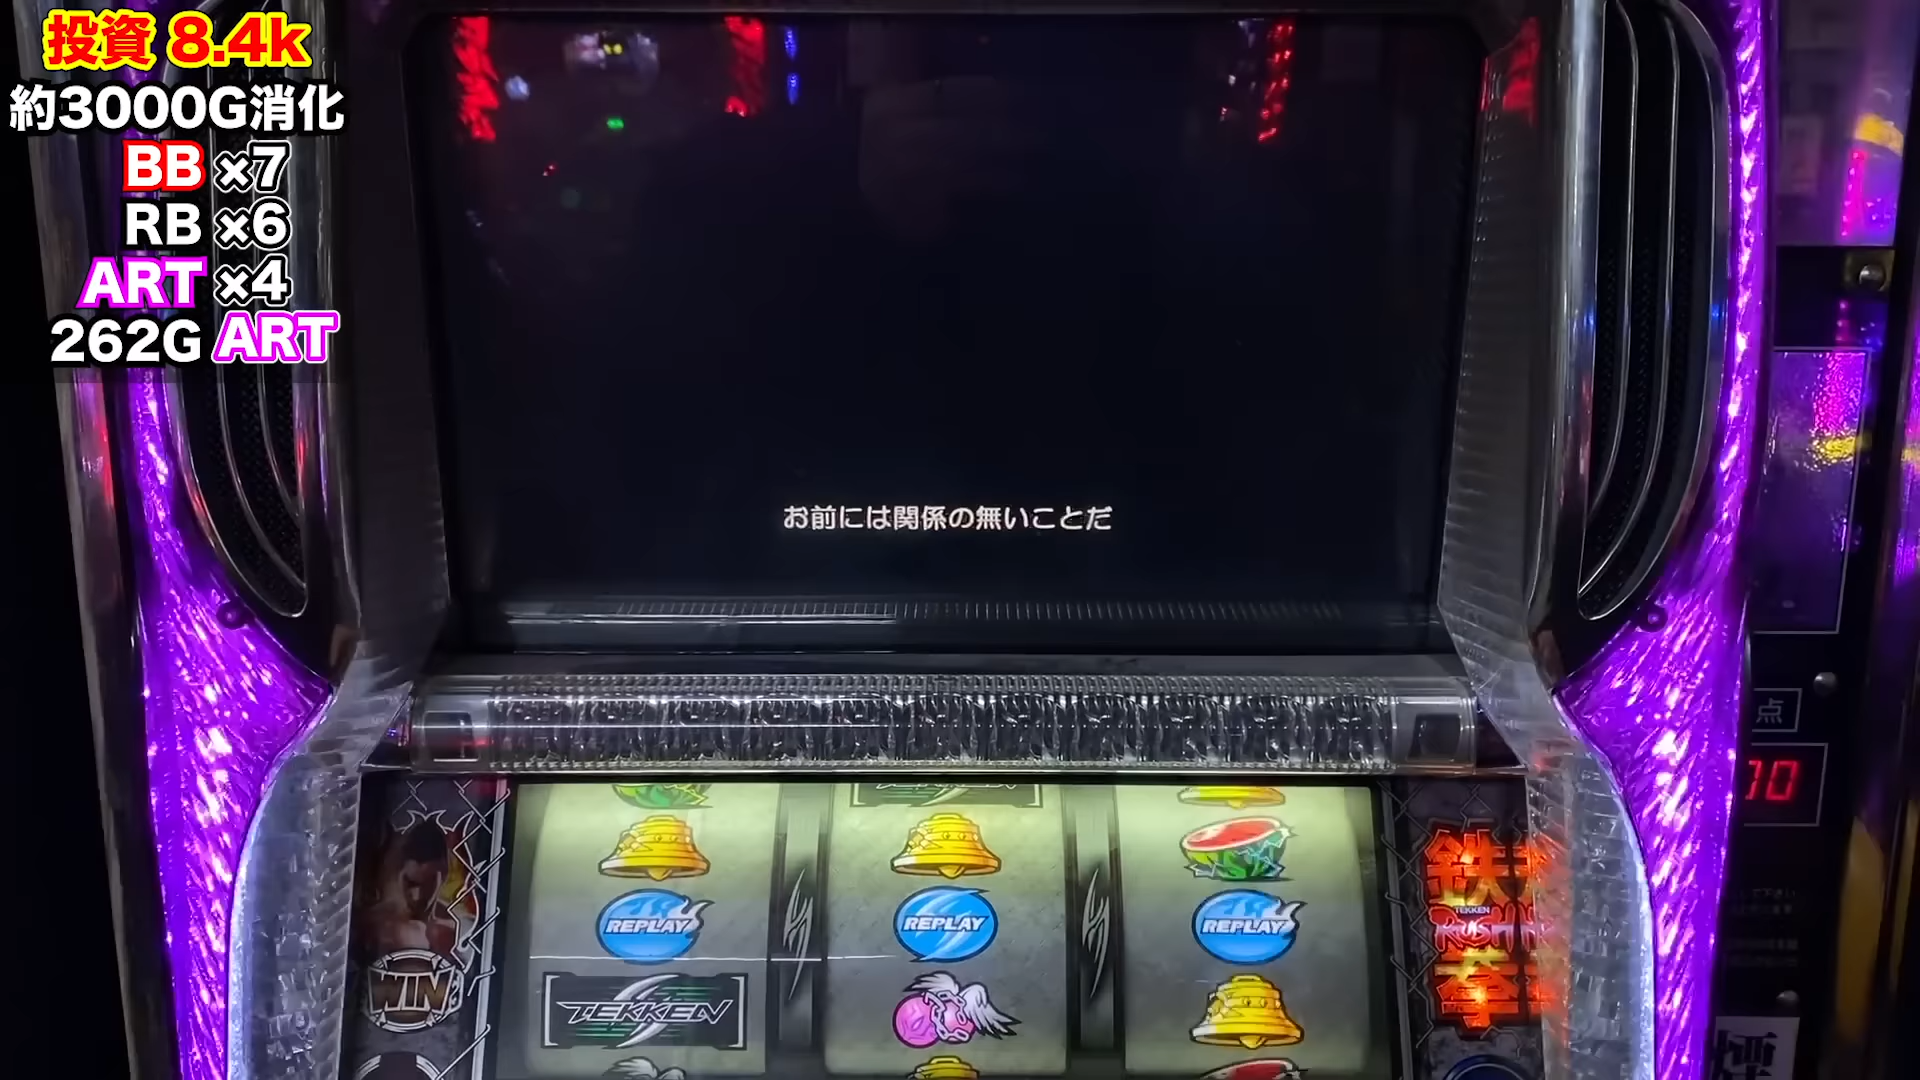 投資 8.4k
約3000G消化
BB ×7
RB ×6
ART ×4
262G ART
お前には関係の無いことだ
点
REPLAY
REPLAY
REPLAY
TEKKEN
WIN
鉄
TEKKEN
RUSH
拳